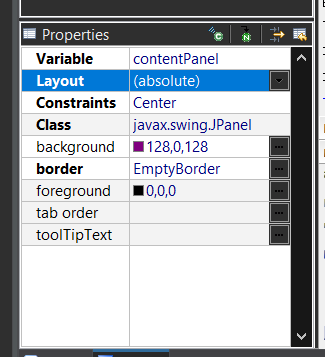 Properties
Variable contentPanel
Layout (absolute)
Constraints Center
Class javax.swing.JPanel
background 128,0,128
border EmptyBorder
foreground 0,0,0
tab order
toolTipText